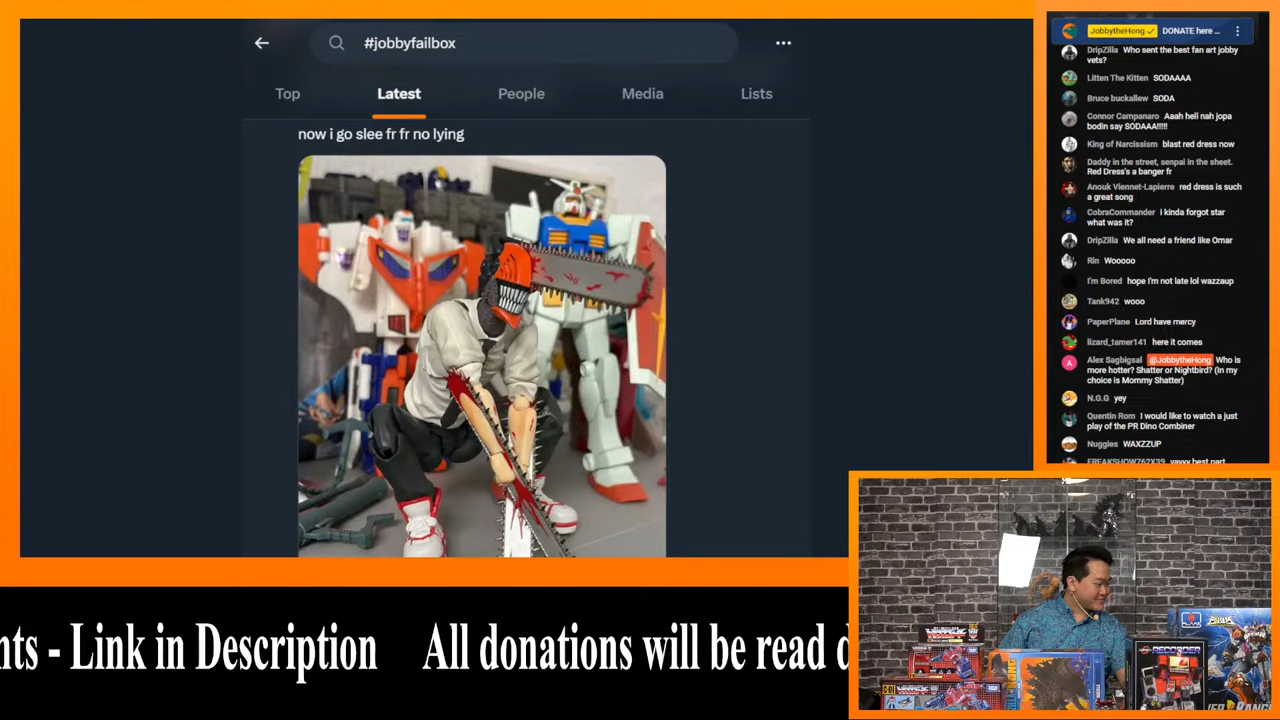 #jobbyfailbox
Top
Latest
People
Media
Lists
now i go slee fr fr no lying
JobbytheHong
DONATE here ...
DripZilla Who sent the best fan art jobby
vets?
Litten The Kitten SODAAAA
Bruce buckallew SODA
Connor Campanaro Aaah hell nah jopa
bodin say SODAAA!!!!!
King of Narcissism blast red dress now
Daddy in the street, senpai in the sheet.
Red Dress's a banger fr
Anouk Viennet-Lapierre red dress is such
a great song
CobraCommander i kinda forgot star
what was it?
DripZilla We all need a friend like Omar
Rin Wooooo
I'm Bored hope I'm not late lol wazzaup
Tank942 wooo
PaperPlane Lord have mercy
lizard_tamer141 here it comes
Alex Sagbigsal @JobbytheHong Who is
more hotter? Shatter or Nightbird? (In my
choice is Mommy Shatter)
N.G.G yey
Quentin Rom I would like to watch a just
play of the PR Dino Combiner
Nuggies WAXZZUP
FREAKSHOW762X39 yayyy best part
nts - Link in Description All donations will be read d
RECORDER